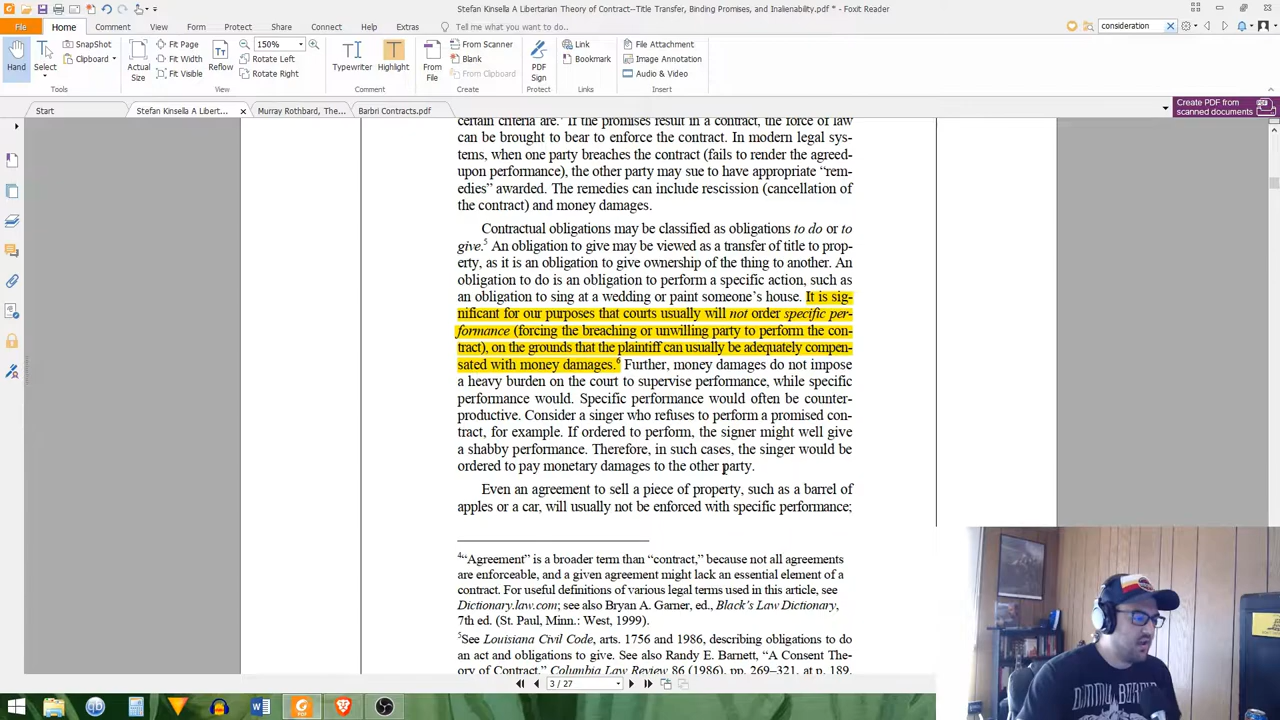 Stefan Kinsella A Libertarian Theory of Contract--Title Transfer, Binding Promises, and Inalienability.pdf * - Foxit Reader
File Home Comment View Form Protect Share Connect Help Extras Tell me what you want to do... consideration
Hand
Select
SnapShot
Clipboard
Tools
Actual Size
Fit Page
Fit Width
Fit Visible
Reflow
150%
Rotate Left
Rotate Right
View
Typewriter
Highlight
Comment
From File
From Scanner
Blank
From Clipboard
Create
PDF Sign
Protect
Link
Bookmark
Links
File Attachment
Image Annotation
Audio & Video
Insert
Start Stefan Kinsella A Libert... Murray Rothbard, The... Barbri Contracts.pdf
Create PDF from scanned documents
If the promises result in a contract, the force of law
can be brought to bear to enforce the contract. In modern legal sys-
tems, when one party breaches the contract (fails to render the agreed-
upon performance), the other party may sue to have appropriate “rem-
edies” awarded. The remedies can include rescission (cancellation of
the contract) and money damages.
Contractual obligations may be classified as obligations to do or to
give.5 An obligation to give may be viewed as a transfer of title to prop-
erty, as it is an obligation to give ownership of the thing to another. An
obligation to do is an obligation to perform a specific action, such as
an obligation to sing at a wedding or paint someone’s house. It is sig-
nificant for our purposes that courts usually will not order specific per-
formance (forcing the breaching or unwilling party to perform the con-
tract), on the grounds that the plaintiff can usually be adequately compen-
sated with money damages.6 Further, money damages do not impose
a heavy burden on the court to supervise performance, while specific
performance would. Specific performance would often be counter-
productive. Consider a singer who refuses to perform a promised con-
tract, for example. If ordered to perform, the signer might well give
a shabby performance. Therefore, in such cases, the singer would be
ordered to pay monetary damages to the other party.
Even an agreement to sell a piece of property, such as a barrel of
apples or a car, will usually not be enforced with specific performance;
4“Agreement” is a broader term than “contract,” because not all agreements
are enforceable, and a given agreement might lack an essential element of a
contract. For useful definitions of various legal terms used in this article, see
Dictionary.law.com; see also Bryan A. Garner, ed., Black’s Law Dictionary,
7th ed. (St. Paul, Minn.: West, 1999).
5See Louisiana Civil Code, arts. 1756 and 1986, describing obligations to do
an act and obligations to give. See also Randy E. Barnett, “A Consent The-
ory of Contract,” Columbia Law Review 86 (1986), pp. 269–321, at p. 189.
3 / 27